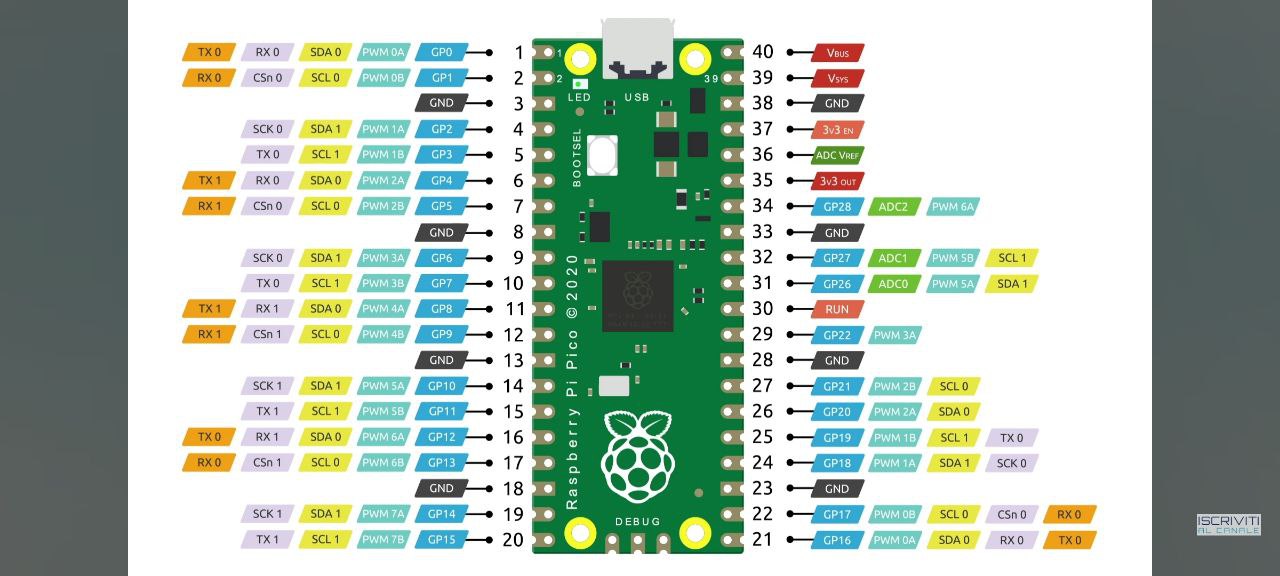 TX 0 RX 0 SDA 0 PWM 0A GP0 1 1 40 VBUS
RX 0 CSn 0 SCL 0 PWM 0B GP1 2 2 39 39 VSYS
LED USB
GND 3 38 GND
SCK 0 SDA 1 PWM 1A GP2 4 37 3V3 EN
TX 0 SCL 1 PWM 1B GP3 5 BOOTSEL 36 ADC VREF
TX 1 RX 0 SDA 0 PWM 2A GP4 6 35 3V3 OUT
RX 1 CSn 0 SCL 0 PWM 2B GP5 7 34 GP28 ADC2 PWM 6A
GND 8 33 GND
SCK 0 SDA 1 PWM 3A GP6 9 32 GP27 ADC1 PWM 5B SCL 1
TX 0 SCL 1 PWM 3B GP7 10 31 GP26 ADC0 PWM 5A SDA 1
TX 1 RX 1 SDA 0 PWM 4A GP8 11 30 RUN
RX 1 CSn 1 SCL 0 PWM 4B GP9 12 29 GP22 PWM 3A
GND 13 28 GND
Raspberry Pi Pico ©2020
SCK 1 SDA 1 PWM 5A GP10 14 27 GP21 PWM 2B SCL 0
TX 1 SCL 1 PWM 5B GP11 15 26 GP20 PWM 2A SDA 0
TX 0 RX 1 SDA 0 PWM 6A GP12 16 25 GP19 PWM 1B SCL 1 TX 0
RX 0 CSn 1 SCL 0 PWM 6B GP13 17 24 GP18 PWM 1A SDA 1 SCK 0
GND 18 23 GND
SCK 1 SDA 1 PWM 7A GP14 19 22 GP17 PWM 0B SCL 0 CSn 0 RX 0
DEBUG
TX 1 SCL 1 PWM 7B GP15 20 21 GP16 PWM 0A SDA 0 RX 0 TX 0
ISCRIVITI
AL CANALE